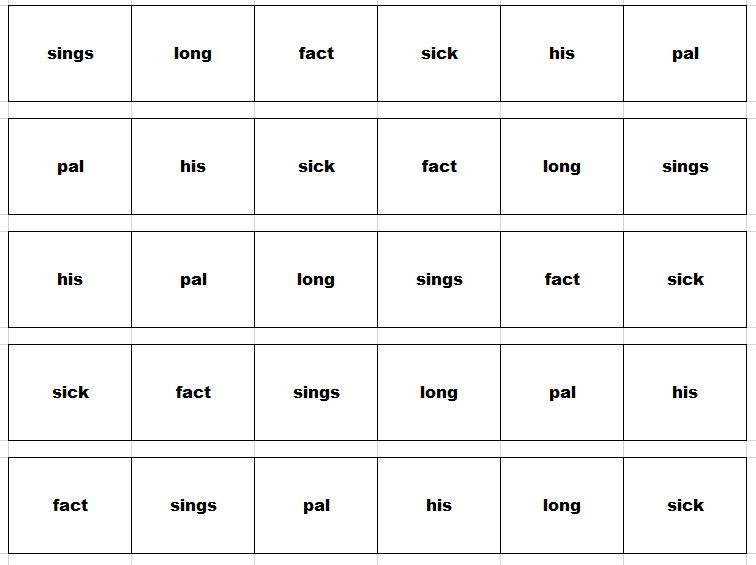 sings long fact sick his pal
pal his sick fact long sings
his pal long sings fact sick
sick fact sings long pal his
fact sings pal his long sick